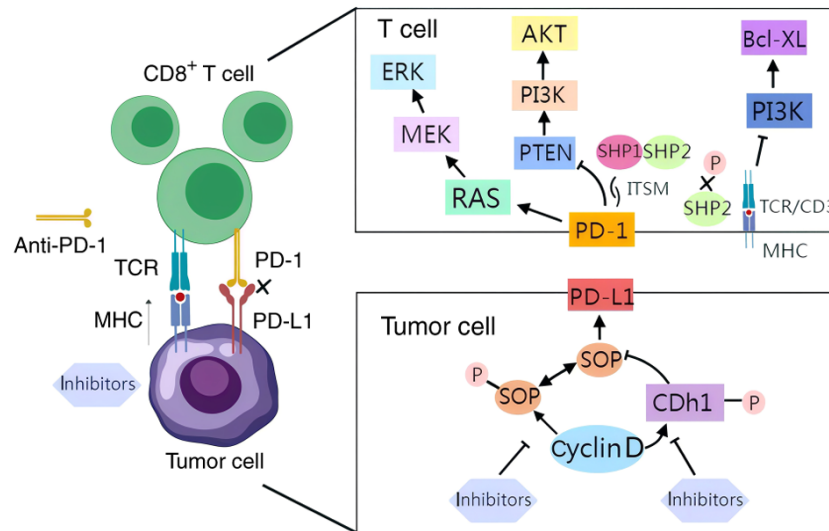 CD8+ T cell
Anti-PD-1
TCR
PD-1
MHC
PD-L1
Inhibitors
Tumor cell
T cell
AKT
Bcl-XL
ERK
PI3K
PI3K
MEK
PTEN
SHP1
SHP2
P
ITSM
RAS
SHP2
TCR/CD3
PD-1
MHC
PD-L1
Tumor cell
SOP
P
SOP
CDh1
P
Cyclin D
Inhibitors
Inhibitors